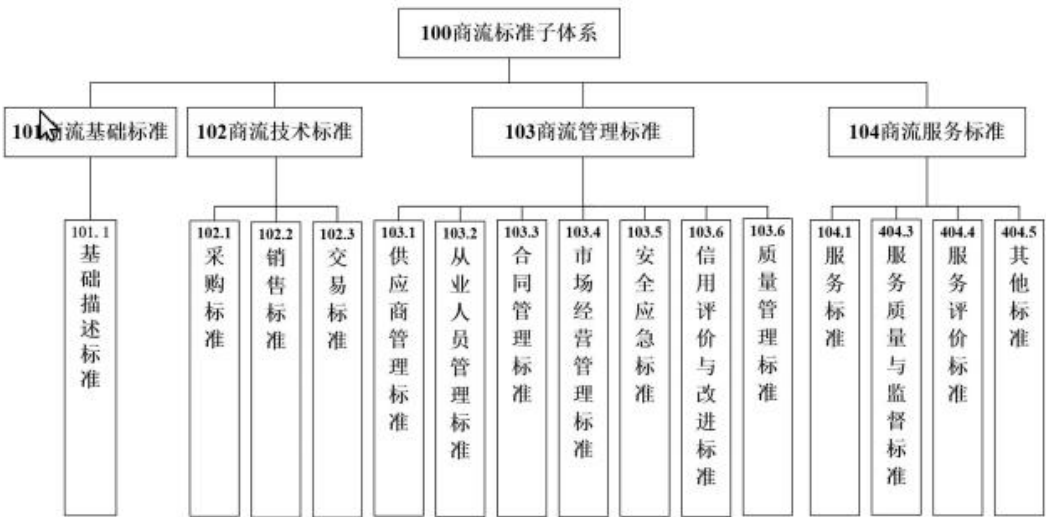 100商流标准子体系
101商流基础标准
102商流技术标准
103商流管理标准
104商流服务标准
101.1
基础描述标准
102.1
采购标准
102.2
销售标准
102.3
交易标准
103.1
供应商管理标准
103.2
从业人员管理标准
103.3
合同管理标准
103.4
市场经营管理标准
103.5
安全应急标准
103.6
信用评价与改进标准
103.6
质量管理标准
104.1
服务标准
404.3
服务质量与监督标准
404.4
服务评价标准
404.5
其他标准